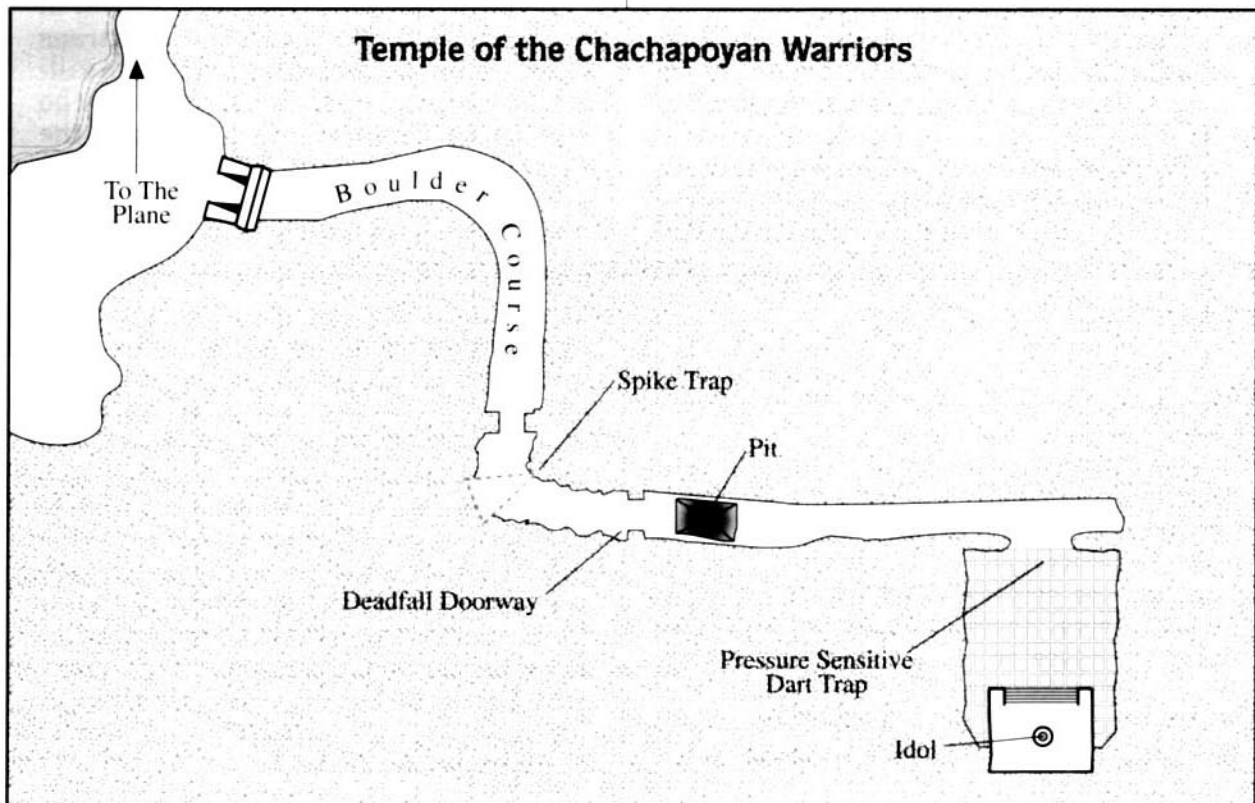 Temple of the Chachapoyan Warriors
To The
Plane
Boulder Course
Spike Trap
Pit
Deadfall Doorway
Pressure Sensitive
Dart Trap
Idol